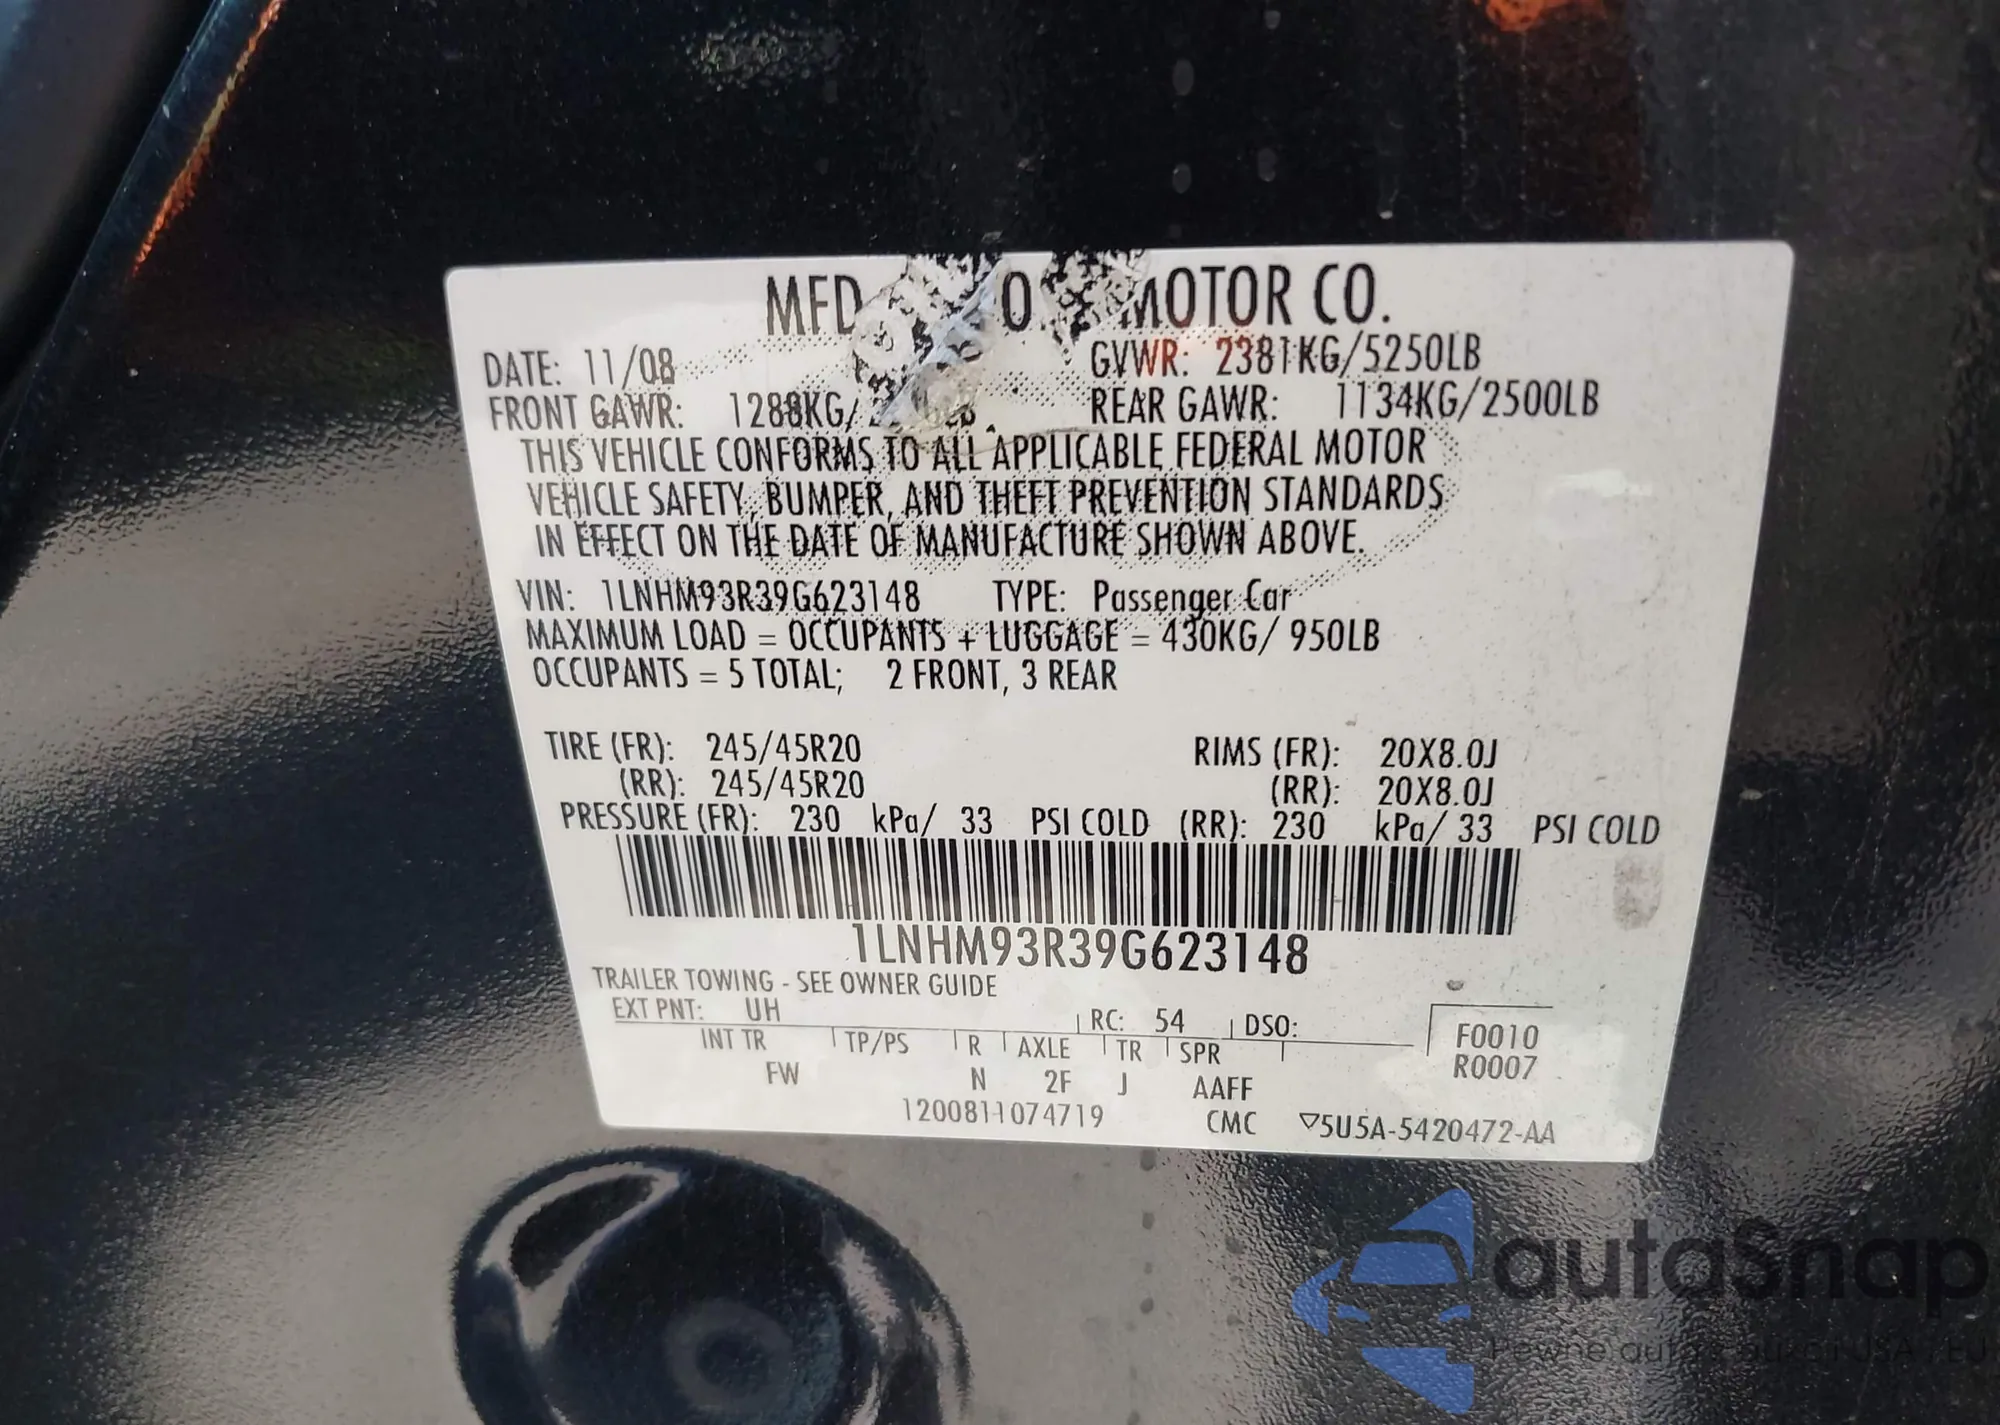 MFD MOTOR CO.
DATE: 11/08 GVWR: 2381KG/5250LB
FRONT GAWR: 1288KG/ REAR GAWR: 1134KG/2500LB
THIS VEHICLE CONFORMS TO ALL APPLICABLE FEDERAL MOTOR
VEHICLE SAFETY, BUMPER, AND THEFT PREVENTION STANDARDS
IN EFFECT ON THE DATE OF MANUFACTURE SHOWN ABOVE.
VIN: 1LNHM93R39G623148 TYPE: Passenger Car
MAXIMUM LOAD = OCCUPANTS + LUGGAGE = 430KG/ 950LB
OCCUPANTS = 5 TOTAL; 2 FRONT, 3 REAR
TIRE (FR): 245/45R20 RIMS (FR): 20X8.0J
(RR): 245/45R20 (RR): 20X8.0J
PRESSURE (FR): 230 kPa/ 33 PSI COLD (RR): 230 kPa/ 33 PSI COLD
1LNHM93R39G623148
TRAILER TOWING - SEE OWNER GUIDE
EXT PNT: UH RC: 54 DSO:
INT TR TP/PS R AXLE TR SPR F0010
FW N 2F J AAFF R0007
1200811074719 CMC ▽5U5A-5420472-AA
autaSnap
Pewne auta z aukcji USA i EU